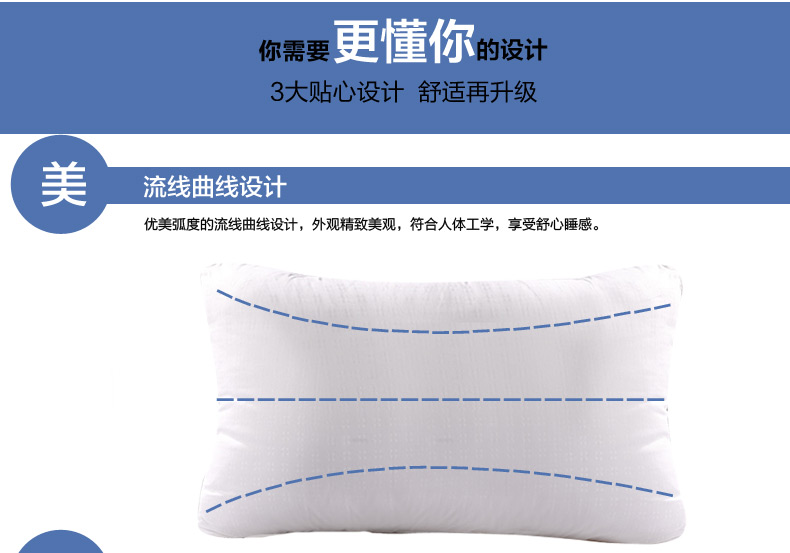 你需要更懂你的设计
3大贴心设计 舒适再升级
美
流线曲线设计
优美弧度的流线曲线设计，外观精致美观，符合人体工学，享受舒心睡感。